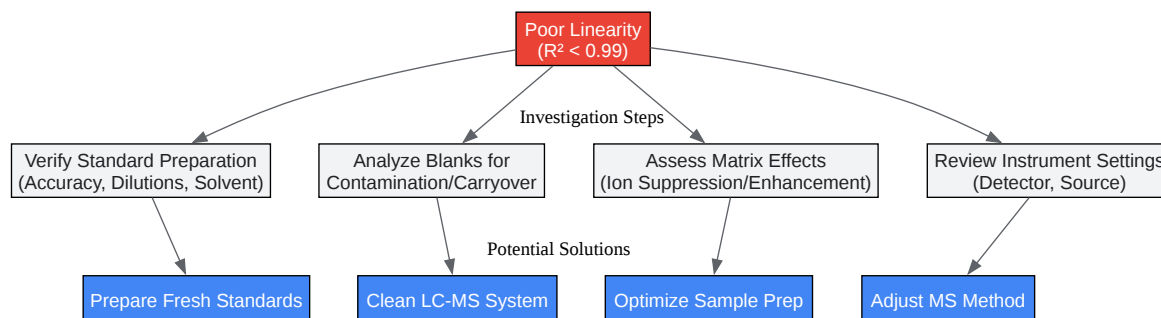 Poor Linearity
(R² < 0.99)
Investigation Steps
Verify Standard Preparation
(Accuracy, Dilutions, Solvent)
Analyze Blanks for
Contamination/Carryover
Assess Matrix Effects
(Ion Suppression/Enhancement)
Review Instrument Settings
(Detector, Source)
Potential Solutions
Prepare Fresh Standards
Clean LC-MS System
Optimize Sample Prep
Adjust MS Method